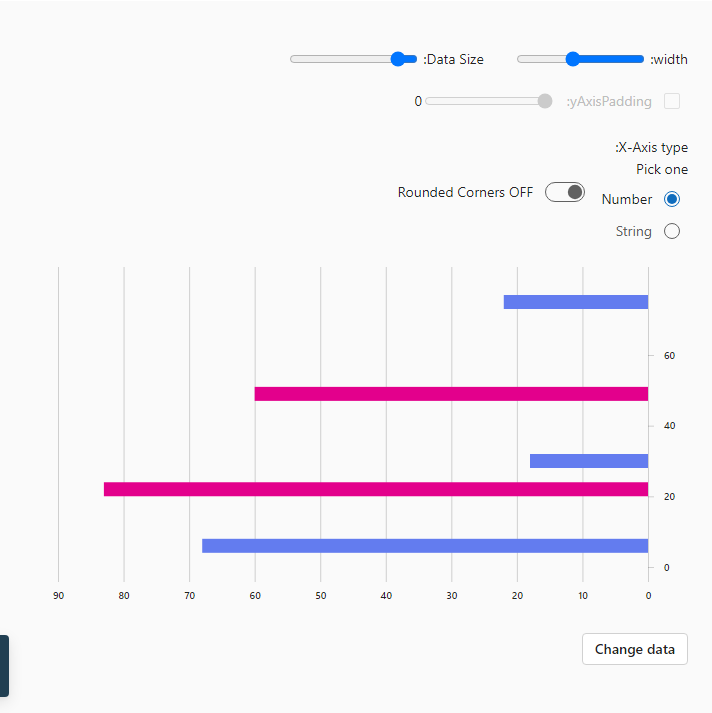 :width
:Data Size
:yAxisPadding
0
:X-Axis type
Pick one
Number
Rounded Corners OFF
String
60
40
20
0
90 80 70 60 50 40 30 20 10 0
Change data